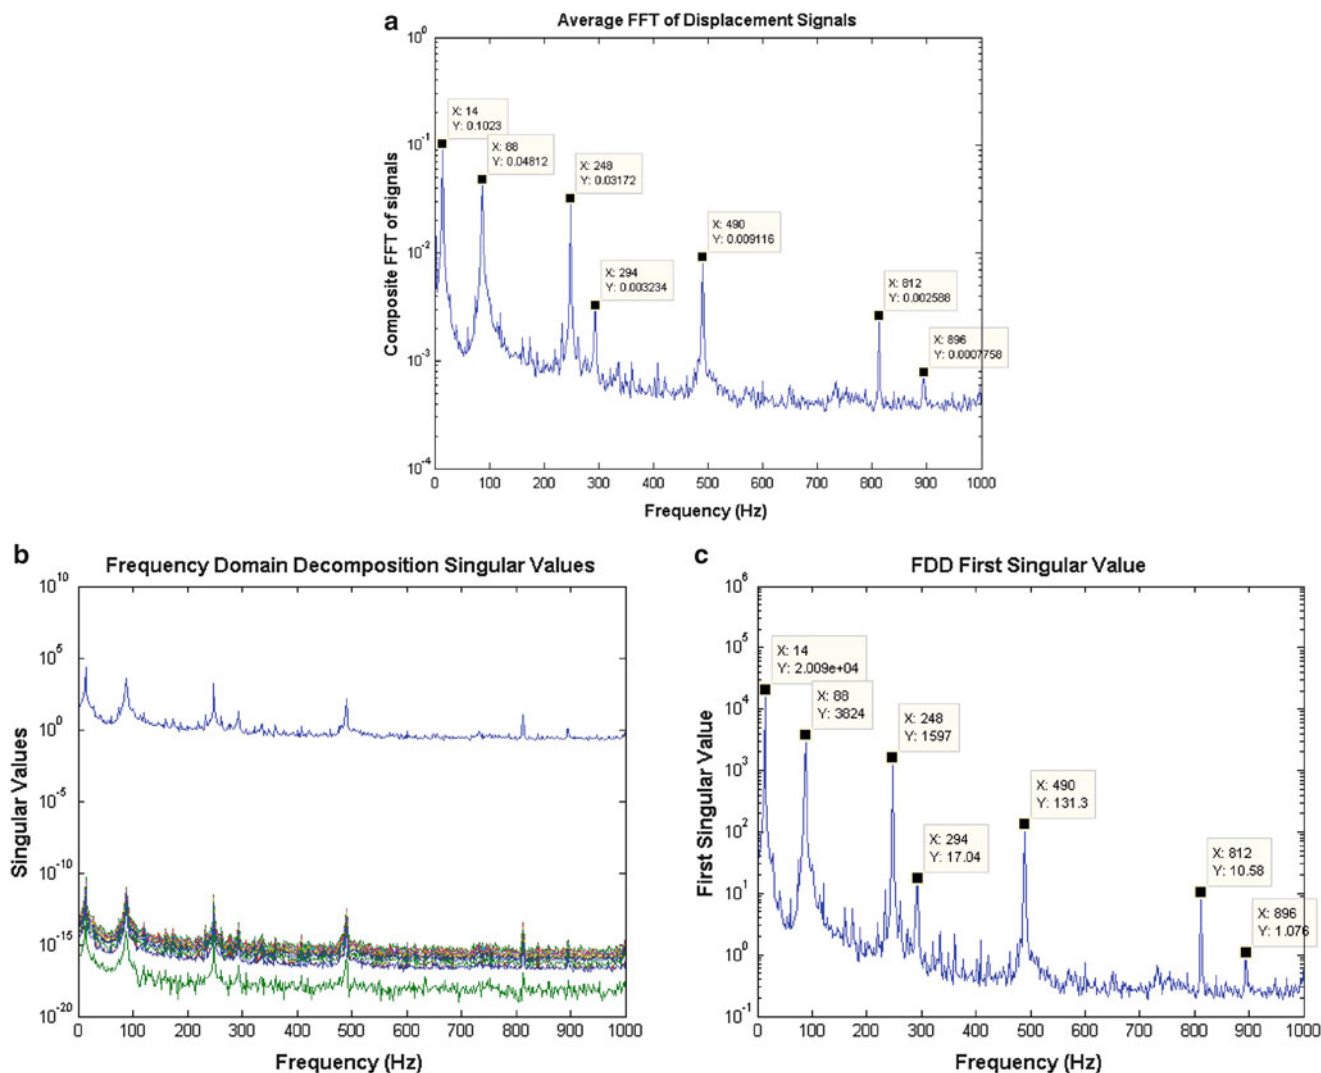 a
Average FFT of Displacement Signals
Composite FFT of signals
10^0
10^-1
10^-2
10^-3
10^-4
X: 14
Y: 0.1023
X: 88
Y: 0.04812
X: 248
Y: 0.03172
X: 294
Y: 0.003234
X: 490
Y: 0.009116
X: 812
Y: 0.002588
X: 896
Y: 0.0007758
0 100 200 300 400 500 600 700 800 900 1000
Frequency (Hz)
b
Frequency Domain Decomposition Singular Values
Singular Values
10^10
10^5
10^0
10^-5
10^-10
10^-15
10^-20
0 100 200 300 400 500 600 700 800 900 1000
Frequency (Hz)
c
FDD First Singular Value
First Singular Value
10^6
10^5
10^4
10^3
10^2
10^1
10^0
10^-1
X: 14
Y: 2.009e+04
X: 88
Y: 3824
X: 248
Y: 1597
X: 294
Y: 17.04
X: 490
Y: 131.3
X: 812
Y: 10.58
X: 896
Y: 1.076
0 100 200 300 400 500 600 700 800 900 1000
Frequency (Hz)